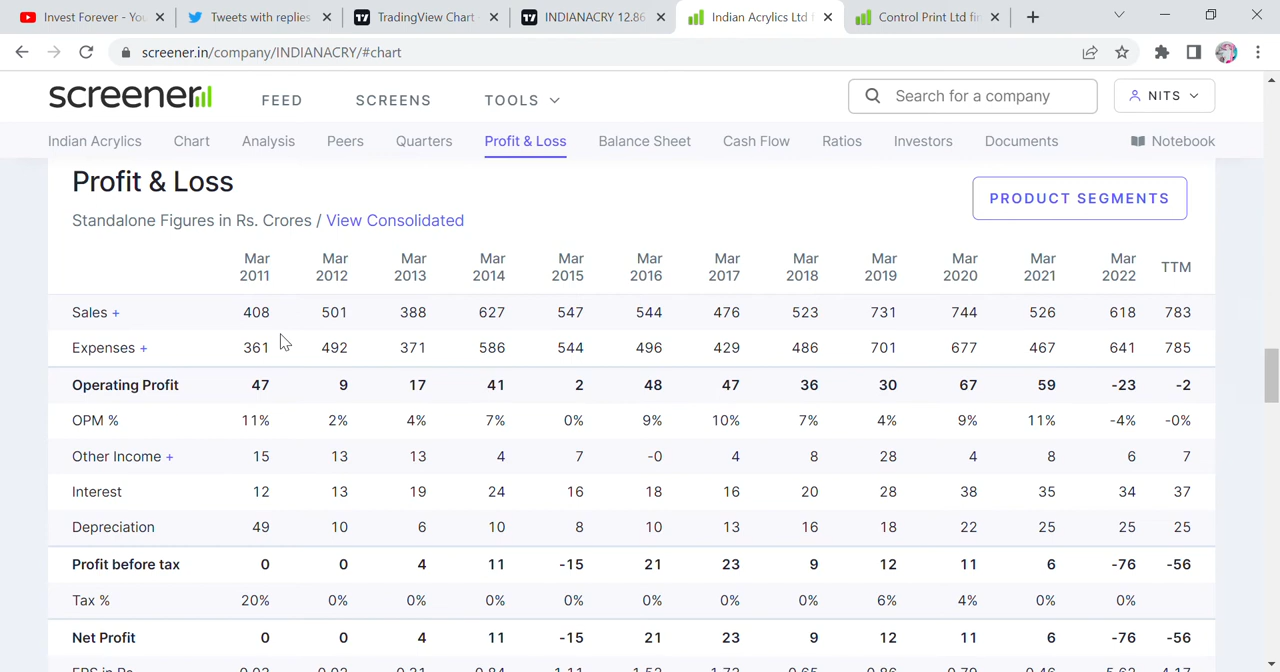 Invest Forever - Yo
Tweets with replies
TradingView Chart
INDIANACRY 12.86
Indian Acrylics Ltd f
Control Print Ltd fin
screener.in/company/INDIANACRY/#chart
screener
FEED
SCREENS
TOOLS
Search for a company
NITS
Indian Acrylics Chart Analysis Peers Quarters Profit & Loss Balance Sheet Cash Flow Ratios Investors Documents Notebook
Profit & Loss
PRODUCT SEGMENTS
Standalone Figures in Rs. Crores / View Consolidated
Mar 2011 Mar 2012 Mar 2013 Mar 2014 Mar 2015 Mar 2016 Mar 2017 Mar 2018 Mar 2019 Mar 2020 Mar 2021 Mar 2022 TTM
Sales + 408 501 388 627 547 544 476 523 731 744 526 618 783
Expenses + 361 492 371 586 544 496 429 486 701 677 467 641 785
Operating Profit 47 9 17 41 2 48 47 36 30 67 59 -23 -2
OPM % 11% 2% 4% 7% 0% 9% 10% 7% 4% 9% 11% -4% -0%
Other Income + 15 13 13 4 7 -0 4 8 28 4 8 6 7
Interest 12 13 19 24 16 18 16 20 28 38 35 34 37
Depreciation 49 10 6 10 8 10 13 16 18 22 25 25 25
Profit before tax 0 0 4 11 -15 21 23 9 12 11 6 -76 -56
Tax % 20% 0% 0% 0% 0% 0% 0% 0% 6% 4% 0% 0%
Net Profit 0 0 4 11 -15 21 23 9 12 11 6 -76 -56